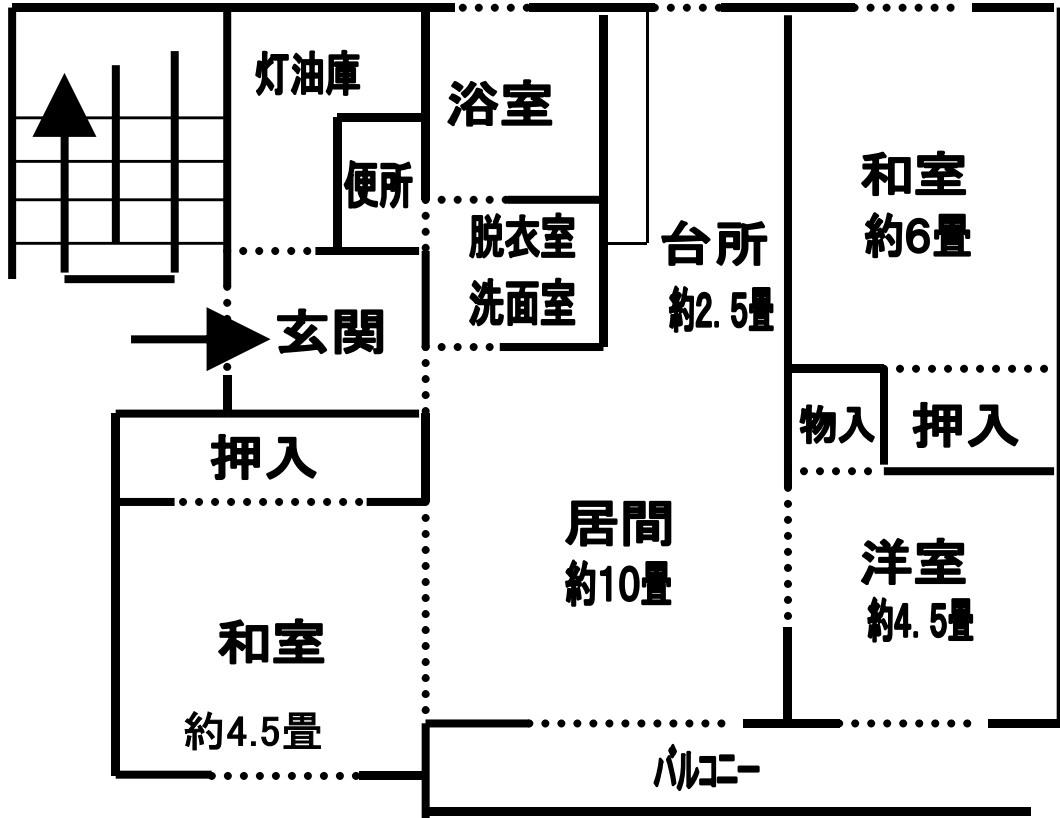 灯油庫
浴室
便所
和室
約6畳
脱衣室
洗面室
台所
約2.5畳
玄関
物入
押入
押入
居間
約10畳
洋室
約4.5畳
和室
約4.5畳
バルコニー